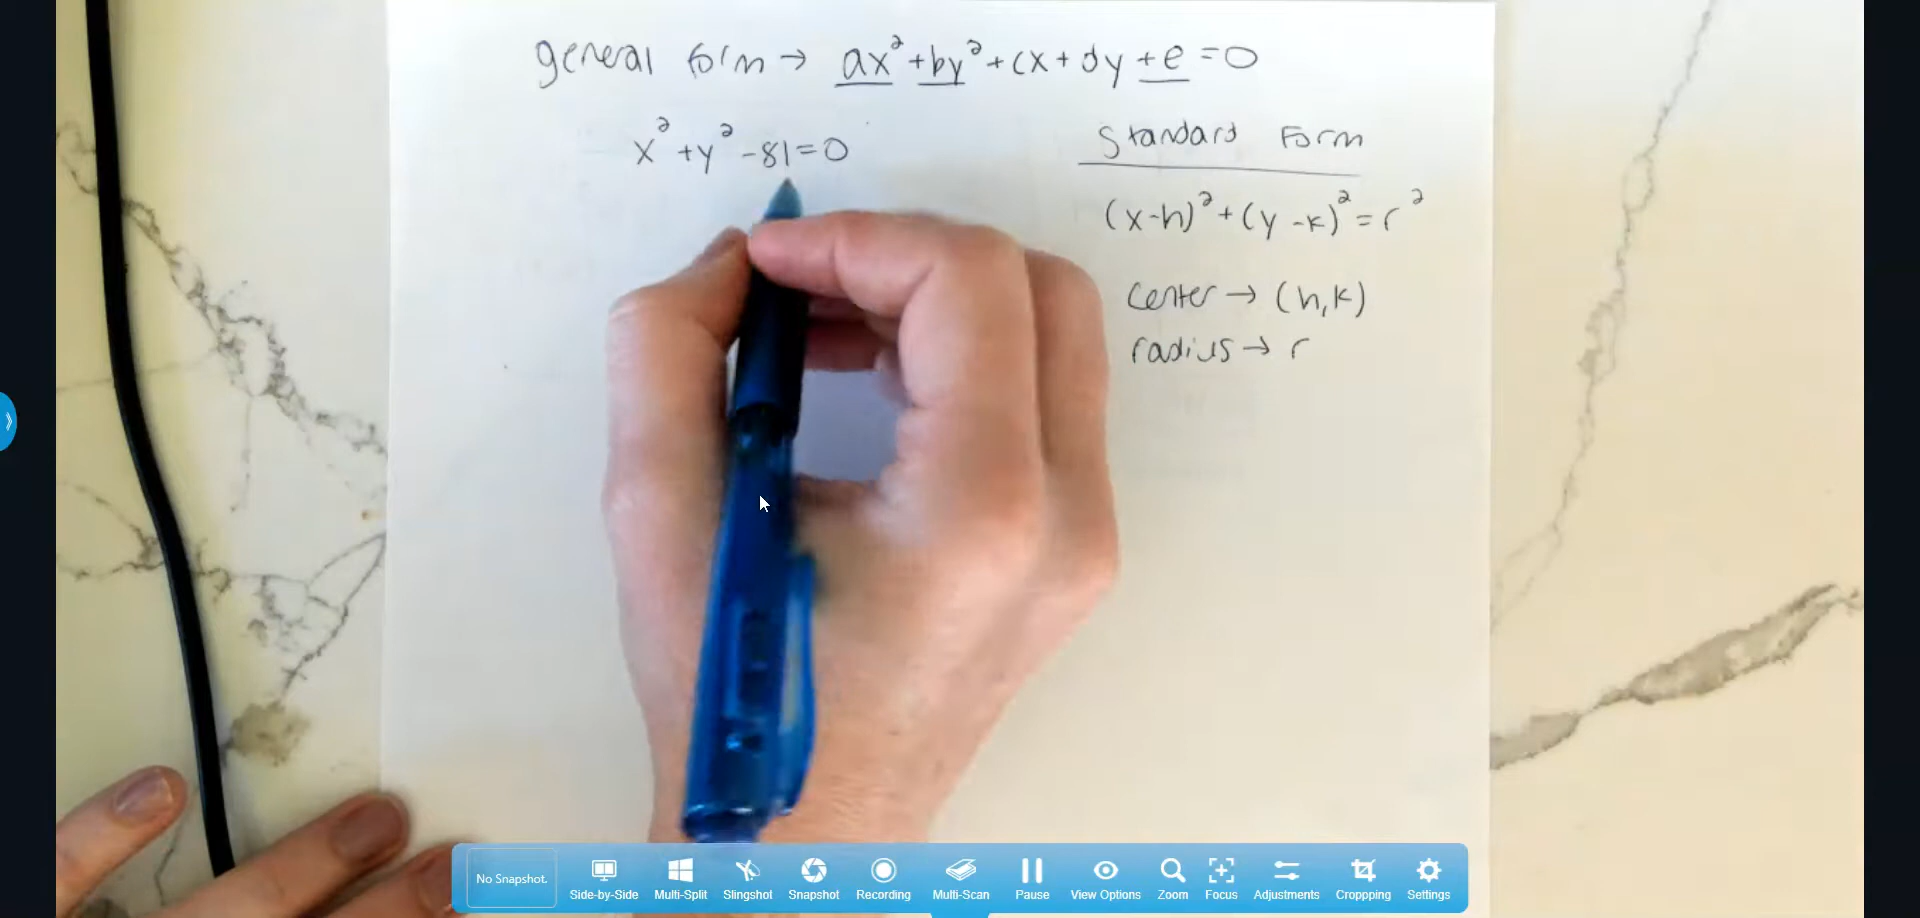 general form → ax² + by² + cx + dy + e = 0
x² + y² - 81 = 0
Standard Form
(x-h)² + (y-k)² = r²
center → (h,k)
radius → r
No Snapshot.
Side-by-Side
Multi-Split
Slingshot
Snapshot
Recording
Multi-Scan
Pause
View Options
Zoom
Focus
Adjustments
Croppping
Settings